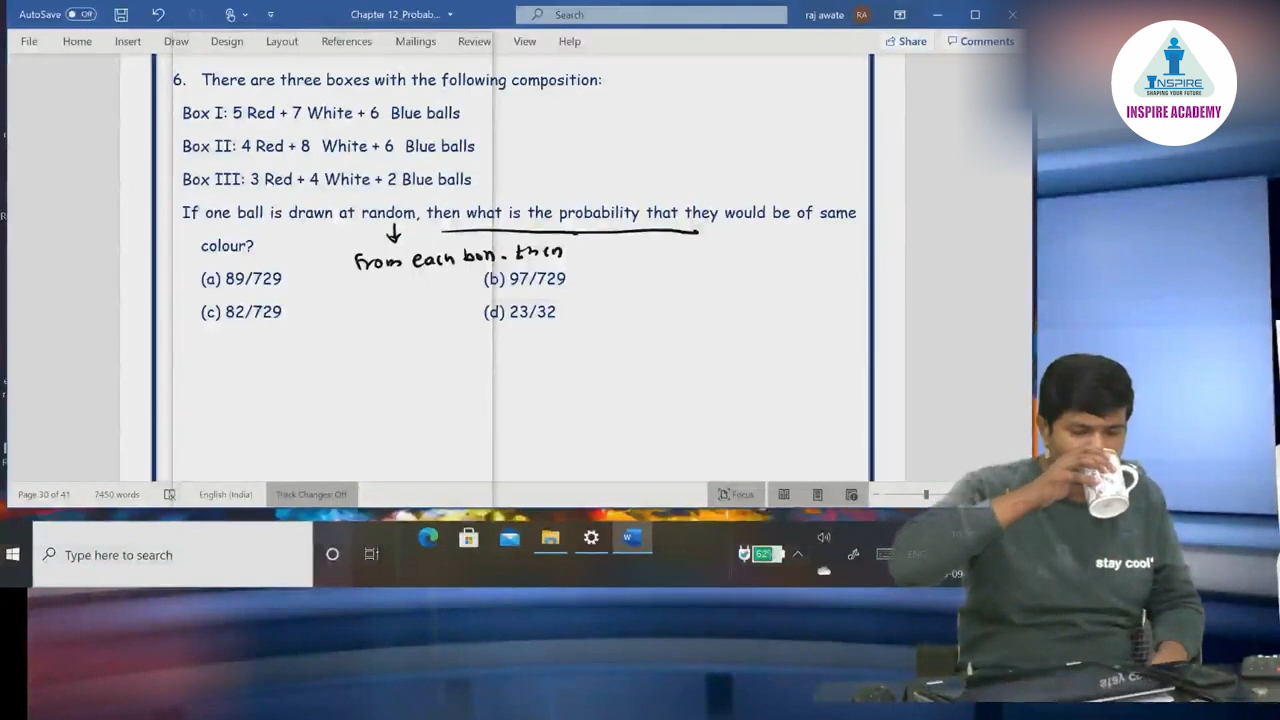 AutoSave Off Chapter 12_Probab... Search raj awate RA
File Home Insert Draw Design Layout References Mailings Review View Help Share Comments
INSPIRE
SHAPING YOUR FUTURE
INSPIRE ACADEMY
6. There are three boxes with the following composition:
Box I: 5 Red + 7 White + 6 Blue balls
Box II: 4 Red + 8 White + 6 Blue balls
Box III: 3 Red + 4 White + 2 Blue balls
If one ball is drawn at random, then what is the probability that they would be of same
colour?
from each box. then
(a) 89/729 (b) 97/729
(c) 82/729 (d) 23/32
Page 30 of 41 7450 words English (India) Track Changes: Off Focus
Type here to search 62% ENG
stay cool'